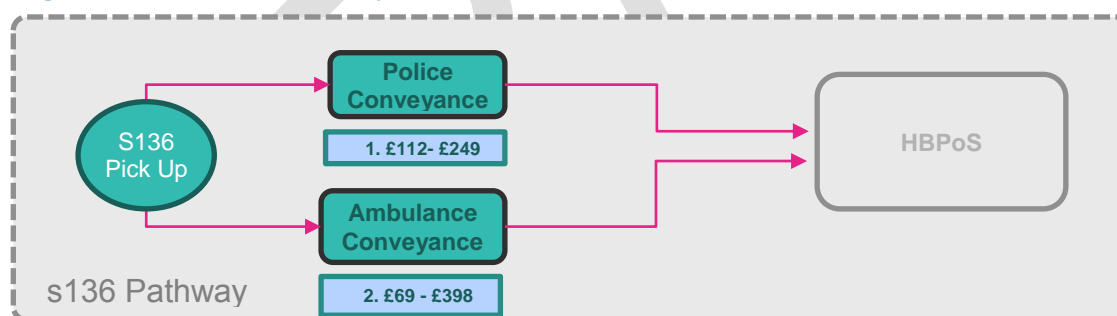 Police
Conveyance
S136
Pick Up
1. £112- £249
HBPoS
Ambulance
Conveyance
s136 Pathway
2. £69 - £398